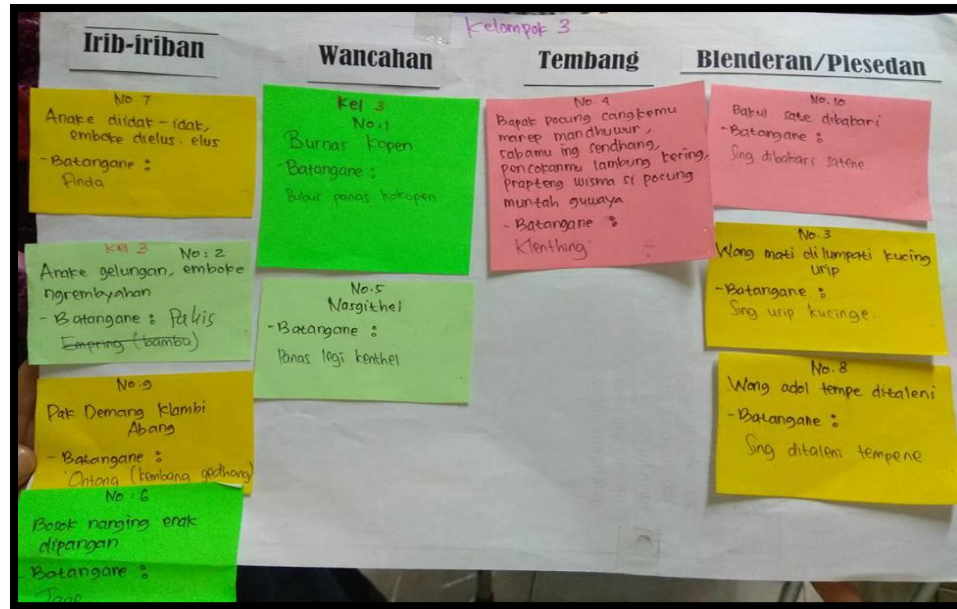 Kelompok 3
Irib-iriban
No. 7
Anake diidak-idak,
emboke dielus-elus
- Batangane :
Anda
Kel 3 No: 2
Anake gelungan, emboke
ngrembyahan
- Batangane : Pakis
Empring (bambu)
No. 9
Pak Demang Klambi
Abang
- Batangane :
Ontong (kembang gedhang)
No : 6
Bosok nanging enak
dipangan
- Batangane :
Wancahan
Kel 3
No: 1
Burnas Kopen
- Batangane :
Bubur panas kokopen
No. 5
Nasgithel
- Batangane :
Panas legi kenthel
Tembang
No. 4
Bapak pocung cangkemu
marep mandhuwur,
sabamu ing sendhang,
pencokanmu lambung kering,
Prapteng wisma si pocung
muntah guwaya
- Batangane :
Klenthing
Blenderan/Plesedan
No. 10
Bakul sate dibakari
- Batangane :
Sing dibakari satene.
No. 3
Wong mati dilumpati kucing
urip
- Batangane :
Sing urip kucinge.
No. 8
Wong adol tempe ditaleni
- Batangane :
Sing ditaleni tempene